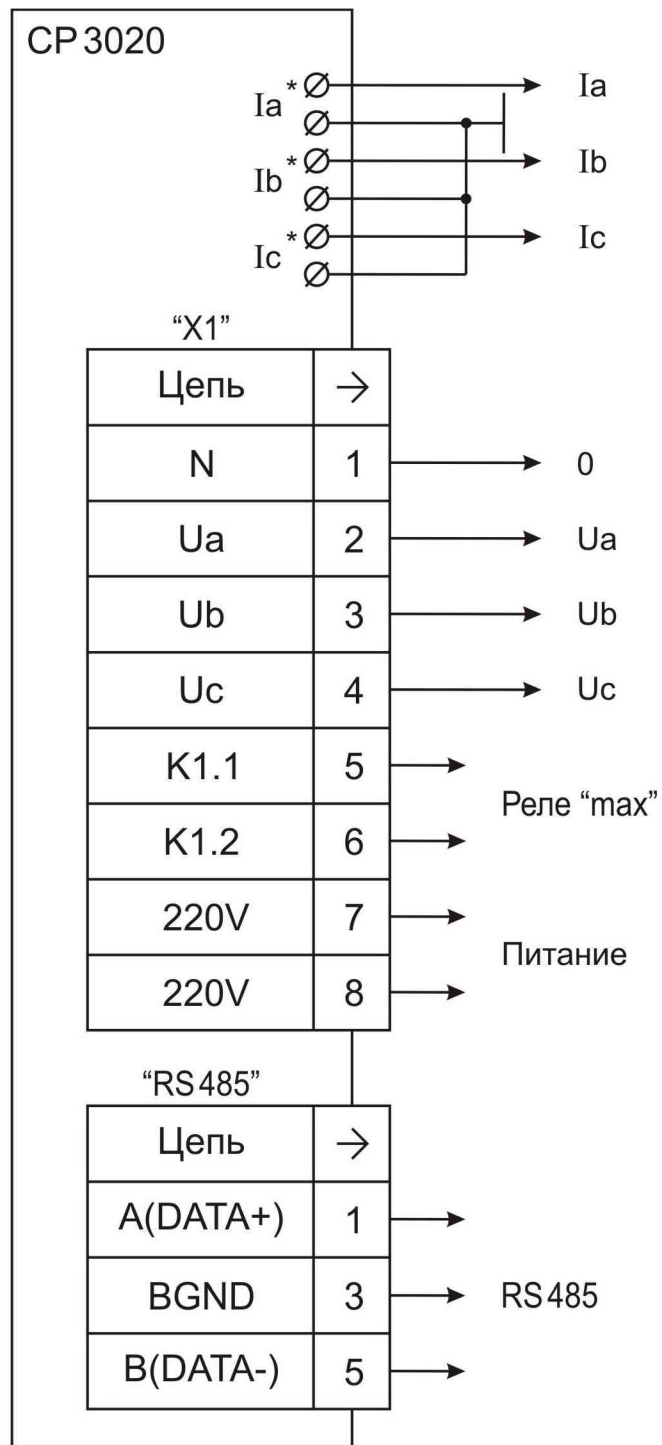 CP 3020
Ia * Ia
Ib * Ib
Ic * Ic
“X1”
Цепь →
N 1 0
Ua 2 Ua
Ub 3 Ub
Uc 4 Uc
K1.1 5
Реле “max”
K1.2 6
220V 7
Питание
220V 8
“RS485”
Цепь →
A(DATA+) 1
BGND 3 RS485
B(DATA-) 5